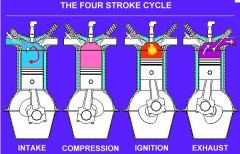 THE FOUR STROKE CYCLE
INTAKE COMPRESSION IGNITION EXHAUST